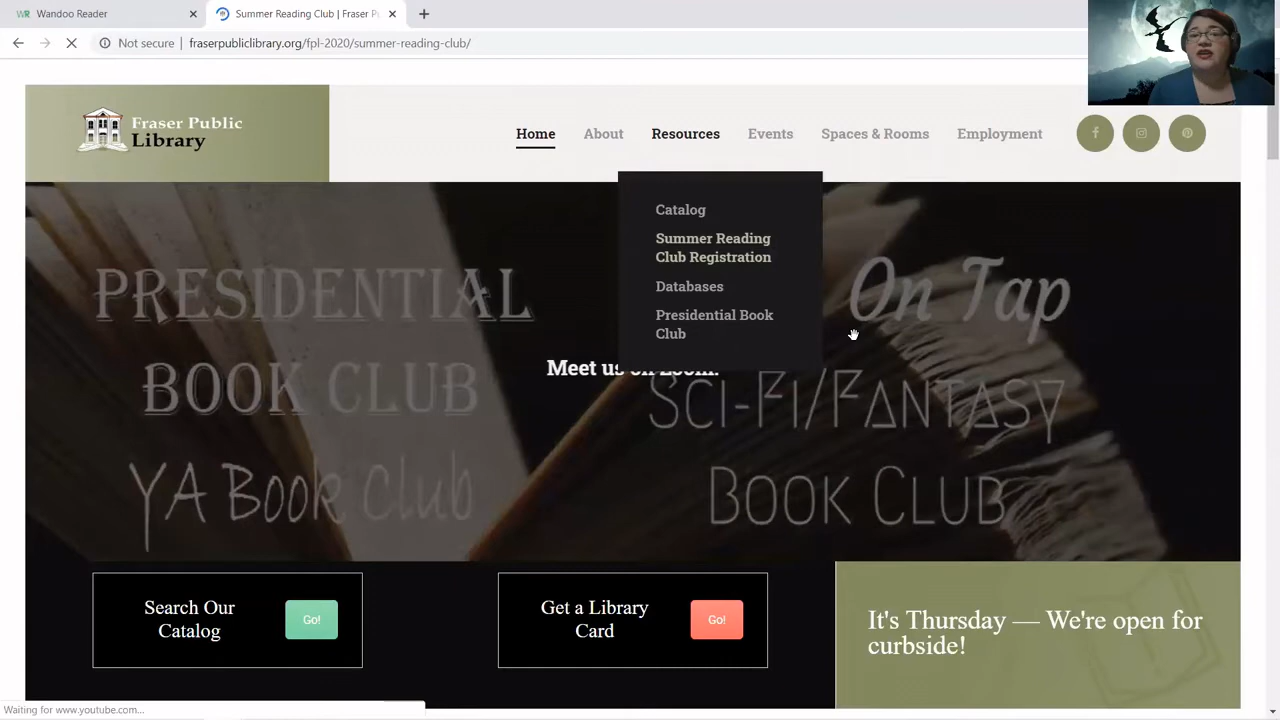 Wandoo Reader
Summer Reading Club | Fraser P
Not secure | fraserpubliclibrary.org/fpl-2020/summer-reading-club/
Fraser Public
Library
Home About Resources Events Spaces & Rooms Employment
Catalog
Summer Reading
Club Registration
Databases
Presidential Book
Club
PRESIDENTIAL
BOOK CLUB
YA Book Club
On Tap
Meet us on Zoom!
SCI-FI/FANTASY
BOOK CLUB
Search Our
Catalog
Go!
Get a Library
Card
Go!
It's Thursday — We're open for
curbside!
Waiting for www.youtube.com...